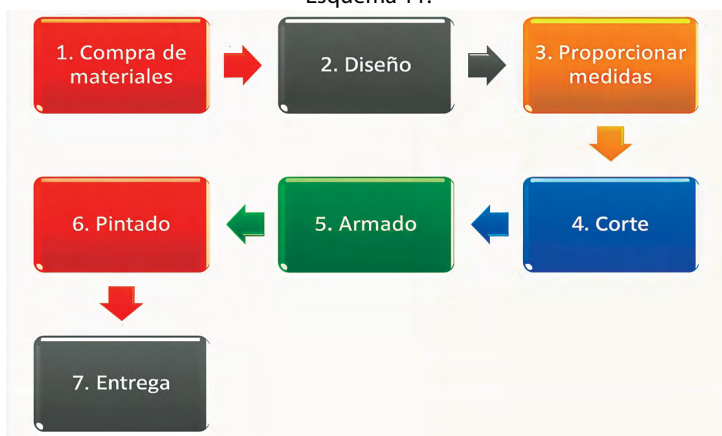 1. Compra de
materiales
2. Diseño
3. Proporcionar
medidas
6. Pintado
5. Armado
4. Corte
7. Entrega